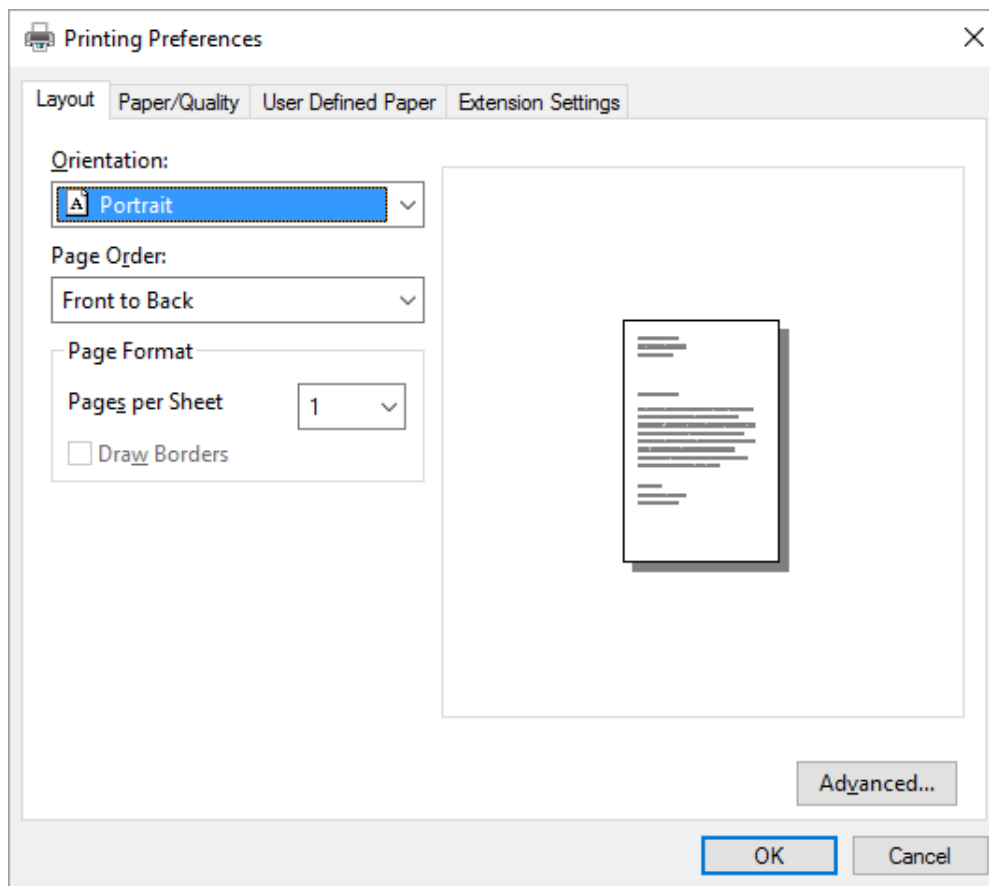 Printing Preferences
Layout Paper/Quality User Defined Paper Extension Settings
Orientation:
A Portrait
Page Order:
Front to Back
Page Format
Pages per Sheet 1
Draw Borders
Advanced...
OK Cancel